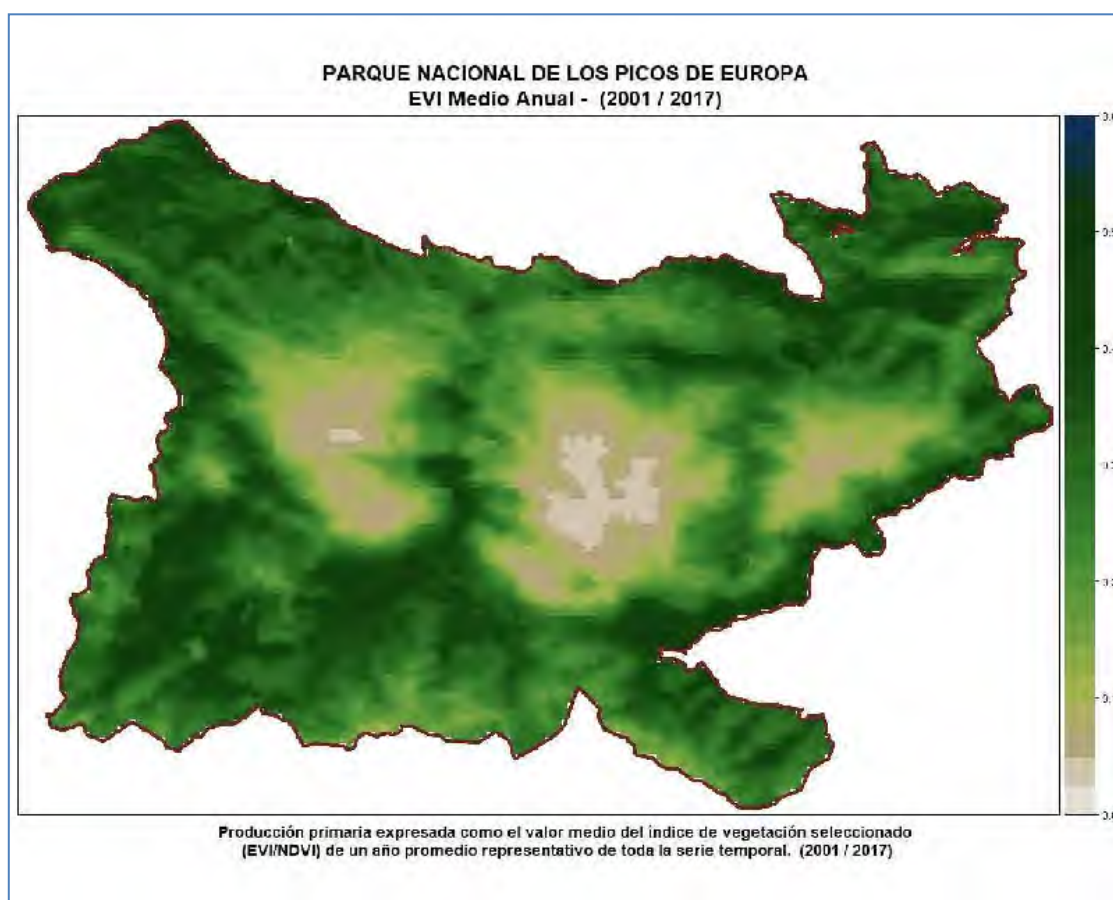 PARQUE NACIONAL DE LOS PICOS DE EUROPA
EVI Medio Anual - (2001 / 2017)
Producción primaria expresada como el valor medio del índice de vegetación seleccionado
(EVI/NDVI) de un año promedio representativo de toda la serie temporal. (2001 / 2017)